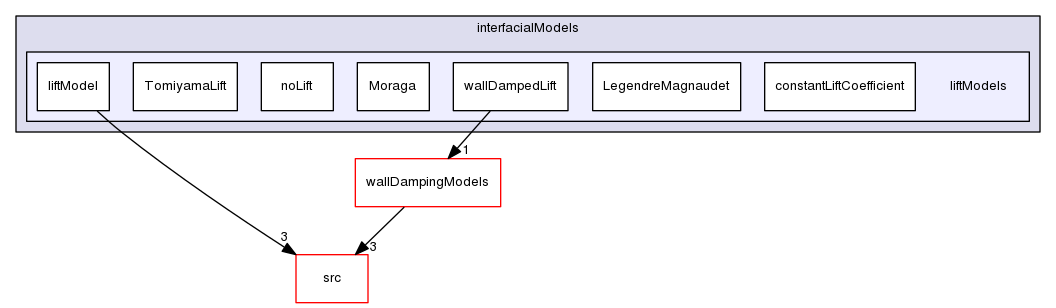 interfacialModels
liftModel
TomiyamaLift
noLift
Moraga
wallDampedLift
LegendreMagnaudet
constantLiftCoefficient
liftModels
1
wallDampingModels
3
3
src